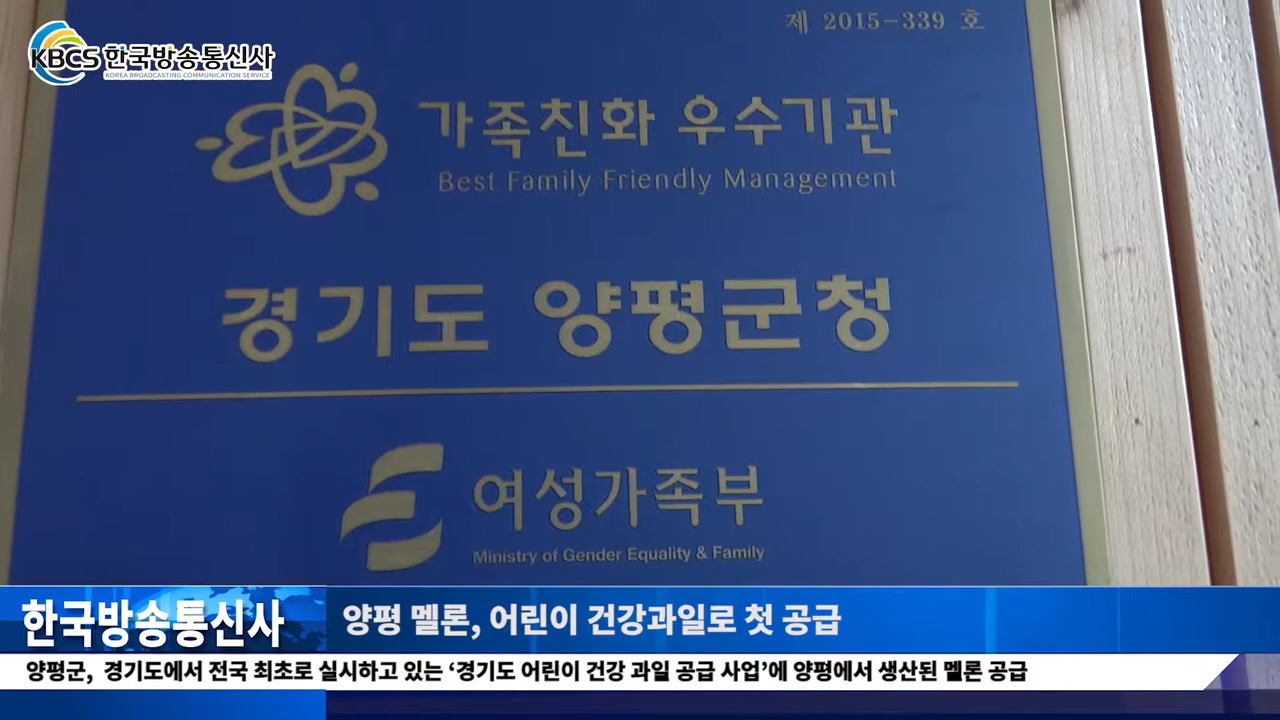 제 2015-339 호
KBCS 한국방송통신사
KOREA BROADCASTING COMMUNICATION SERVICE
가족친화 우수기관
Best Family Friendly Management
경기도 양평군청
여성가족부
Ministry of Gender Equality & Family
한국방송통신사
양평 멜론, 어린이 건강과일로 첫 공급
양평군, 경기도에서 전국 최초로 실시하고 있는 ‘경기도 어린이 건강 과일 공급 사업’에 양평에서 생산된 멜론 공급